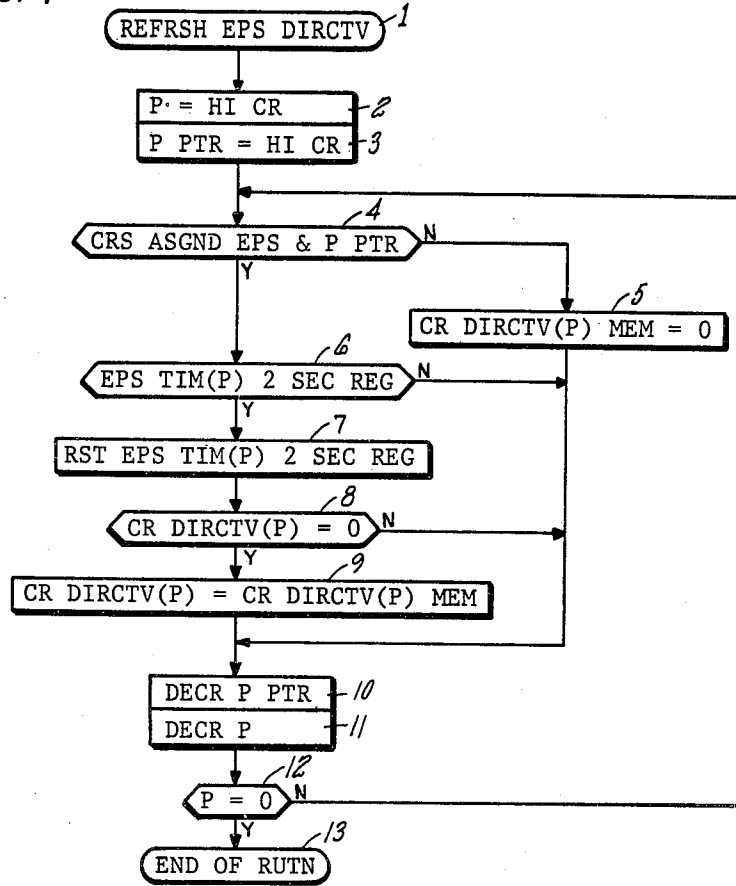 REFRSH EPS DIRCTV 1
P = HI CR 2
P PTR = HI CR 3
4
CRS ASGND EPS & P PTR N
Y
5
CR DIRCTV(P) MEM = 0
6
EPS TIM(P) 2 SEC REG N
Y
7
RST EPS TIM(P) 2 SEC REG
8
CR DIRCTV(P) = 0 N
Y
9
CR DIRCTV(P) = CR DIRCTV(P) MEM
DECR P PTR 10
DECR P 11
12
P = 0 N
Y
13
END OF RUTN